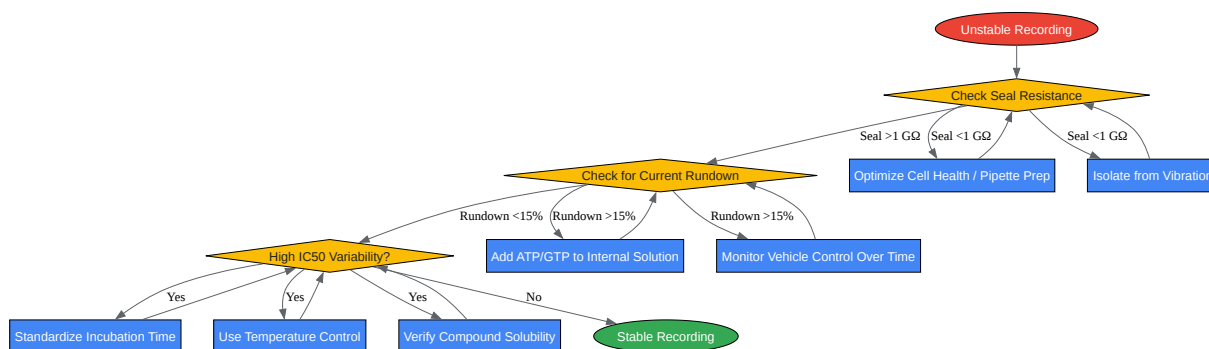 Unstable Recording
Check Seal Resistance
Seal >1 GΩ
Seal <1 GΩ
Seal <1 GΩ
Check for Current Rundown
Optimize Cell Health / Pipette Prep
Isolate from Vibration
Rundown <15%
Rundown >15%
Rundown >15%
High IC50 Variability?
Add ATP/GTP to Internal Solution
Monitor Vehicle Control Over Time
Yes
Yes
Yes
No
Standardize Incubation Time
Use Temperature Control
Verify Compound Solubility
Stable Recording